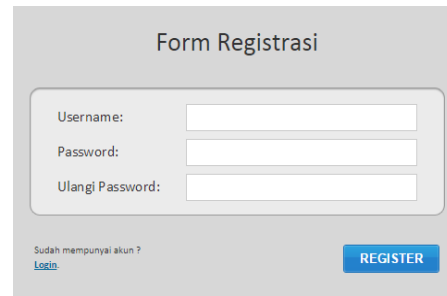 Form Registrasi
Username:
Password:
Ulangi Password:
Sudah mempunyai akun ?
Login.
REGISTER